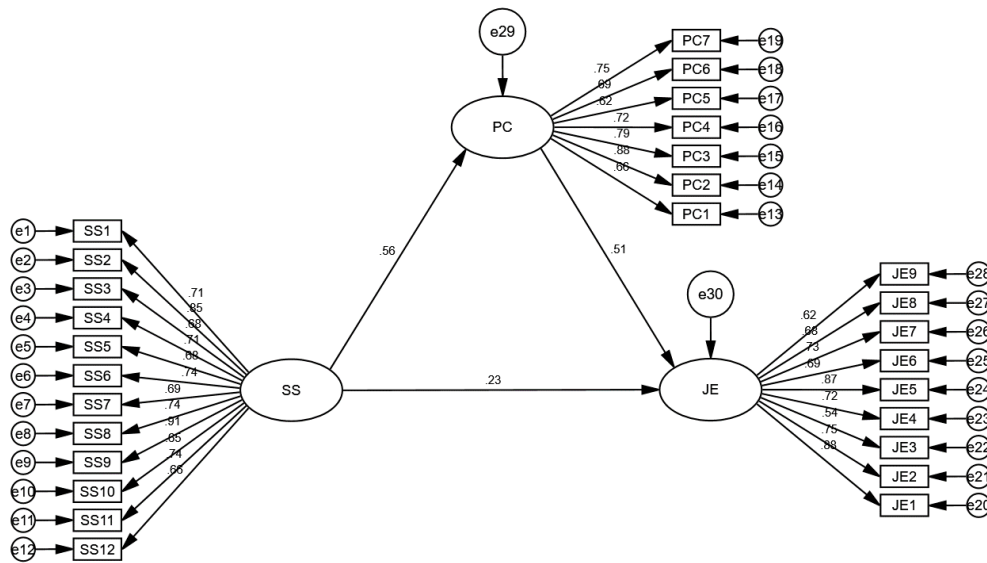 e29
PC
PC7 e19
PC6 e18
PC5 e17
PC4 e16
PC3 e15
PC2 e14
PC1 e13
.75
.69
.62
.72
.79
.88
.66
.56
.51
e1 SS1
e2 SS2
e3 SS3
e4 SS4
e5 SS5
e6 SS6
e7 SS7
e8 SS8
e9 SS9
e10 SS10
e11 SS11
e12 SS12
.71
.85
.68
.71
.68
.74
.69
.74
.91
.65
.74
.66
SS
.23
e30
JE
.62
.68
.73
.69
.87
.72
.54
.75
.88
JE9 e28
JE8 e27
JE7 e26
JE6 e25
JE5 e24
JE4 e23
JE3 e22
JE2 e21
JE1 e20